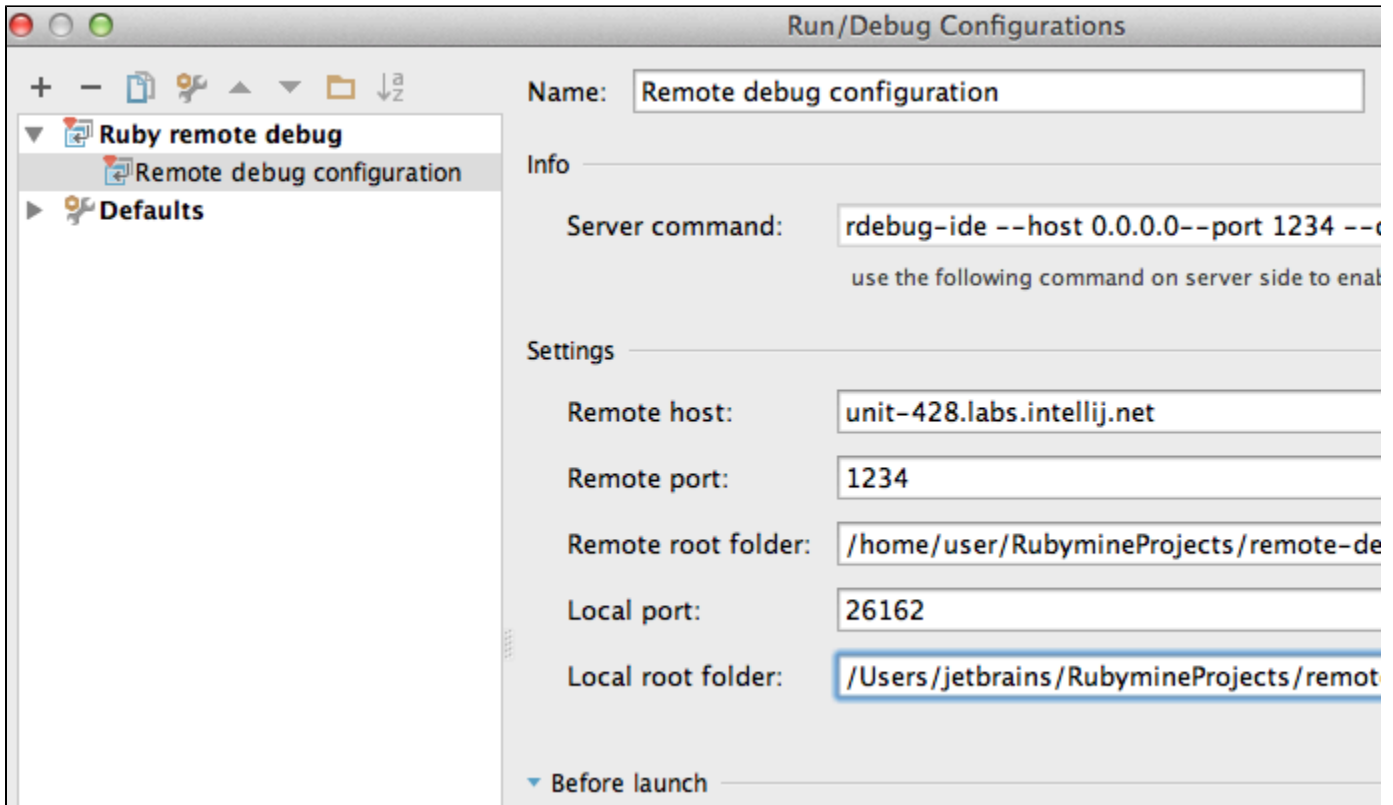 Run/Debug Configurations
Name: Remote debug configuration
Ruby remote debug
Remote debug configuration
Defaults
Info
Server command: rdebug-ide --host 0.0.0.0--port 1234 --
use the following command on server side to
Settings
Remote host: unit-428.labs.intellij.net
Remote port: 1234
Remote root folder: /home/user/RubymineProjects/remote-de
Local port: 26162
Local root folder: /Users/jetbrains/RubymineProjects/remot
Before launch